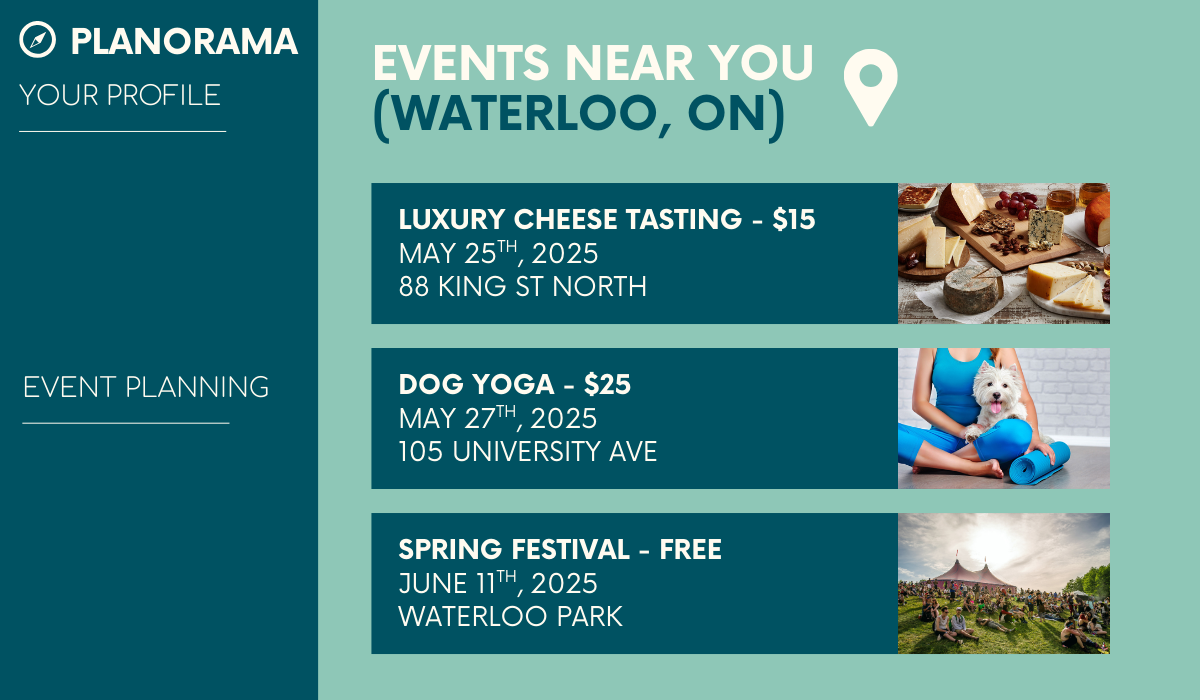 PLANORAMA
YOUR PROFILE
EVENT PLANNING
EVENTS NEAR YOU
(WATERLOO, ON)
LUXURY CHEESE TASTING - $15
MAY 25TH, 2025
88 KING ST NORTH
DOG YOGA - $25
MAY 27TH, 2025
105 UNIVERSITY AVE
SPRING FESTIVAL - FREE
JUNE 11TH, 2025
WATERLOO PARK